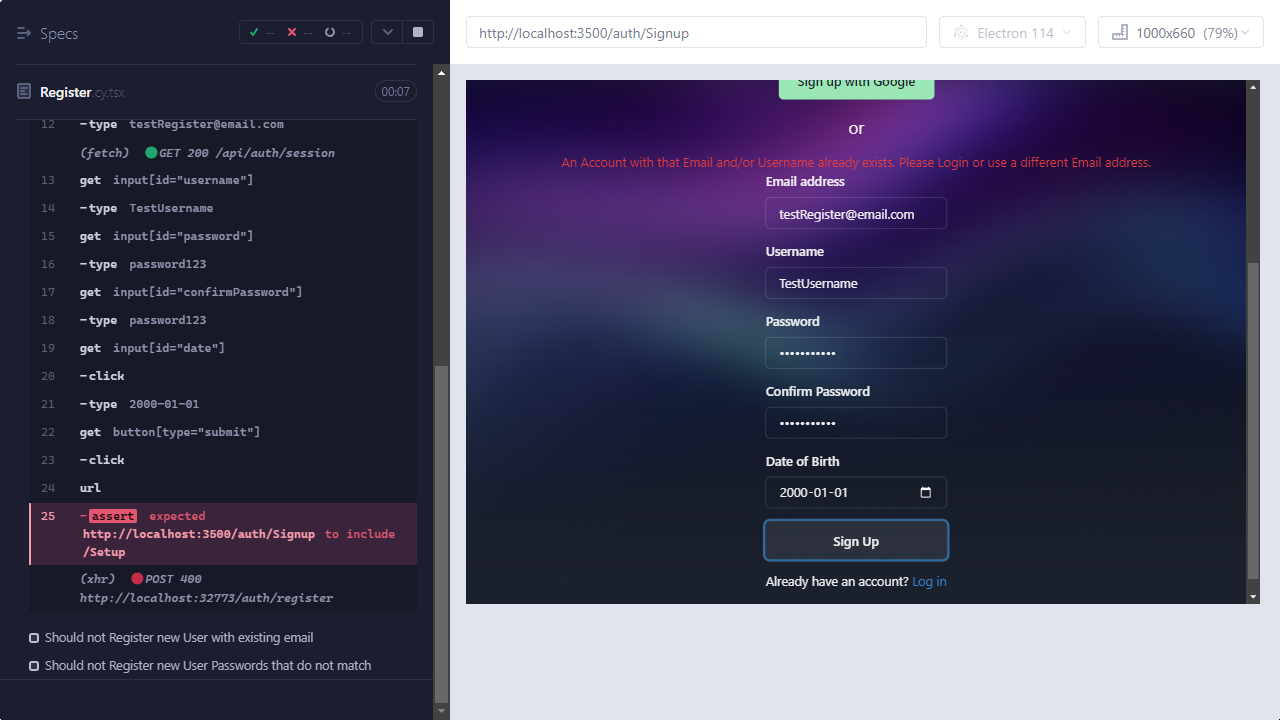 Specs
--
--
--
Register.cy.tsx
00:07
12 -type testRegister@email.com
(fetch) GET 200 /api/auth/session
13 get input[id="username"]
14 -type TestUsername
15 get input[id="password"]
16 -type password123
17 get input[id="confirmPassword"]
18 -type password123
19 get input[id="date"]
20 -click
21 -type 2000-01-01
22 get button[type="submit"]
23 -click
24 url
25 -assert expected
http://localhost:3500/auth/Signup to include
/Setup
(xhr) POST 400
http://localhost:32773/auth/register
Should not Register new User with existing email
Should not Register new User Passwords that do not match
http://localhost:3500/auth/Signup
Electron 114
1000x660 (79%)
Sign up with Google
or
An Account with that Email and/or Username already exists. Please Login or use a different Email address.
Email address
testRegister@email.com
Username
TestUsername
Password
•••••••••••
Confirm Password
•••••••••••
Date of Birth
2000-01-01
Sign Up
Already have an account? Log in